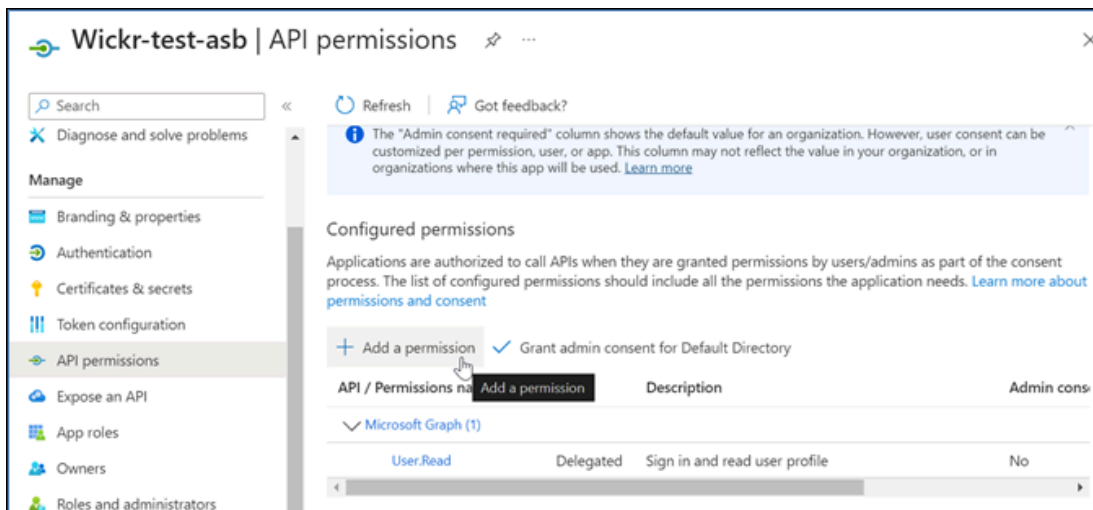 Wickr-test-asb | API permissions
Search
Refresh
Got feedback?
Diagnose and solve problems
The "Admin consent required" column shows the default value for an organization. However, user consent can be
customized per permission, user, or app. This column may not reflect the value in your organization, or in
organizations where this app will be used. Learn more
Manage
Branding & properties
Authentication
Certificates & secrets
Token configuration
API permissions
Expose an API
App roles
Owners
Roles and administrators
Configured permissions
Applications are authorized to call APIs when they are granted permissions by users/admins as part of the consent
process. The list of configured permissions should include all the permissions the application needs. Learn more about
permissions and consent
Add a permission
Grant admin consent for Default Directory
API / Permissions na
Add a permission
Description
Admin cons
Microsoft Graph (1)
User.Read
Delegated
Sign in and read user profile
No